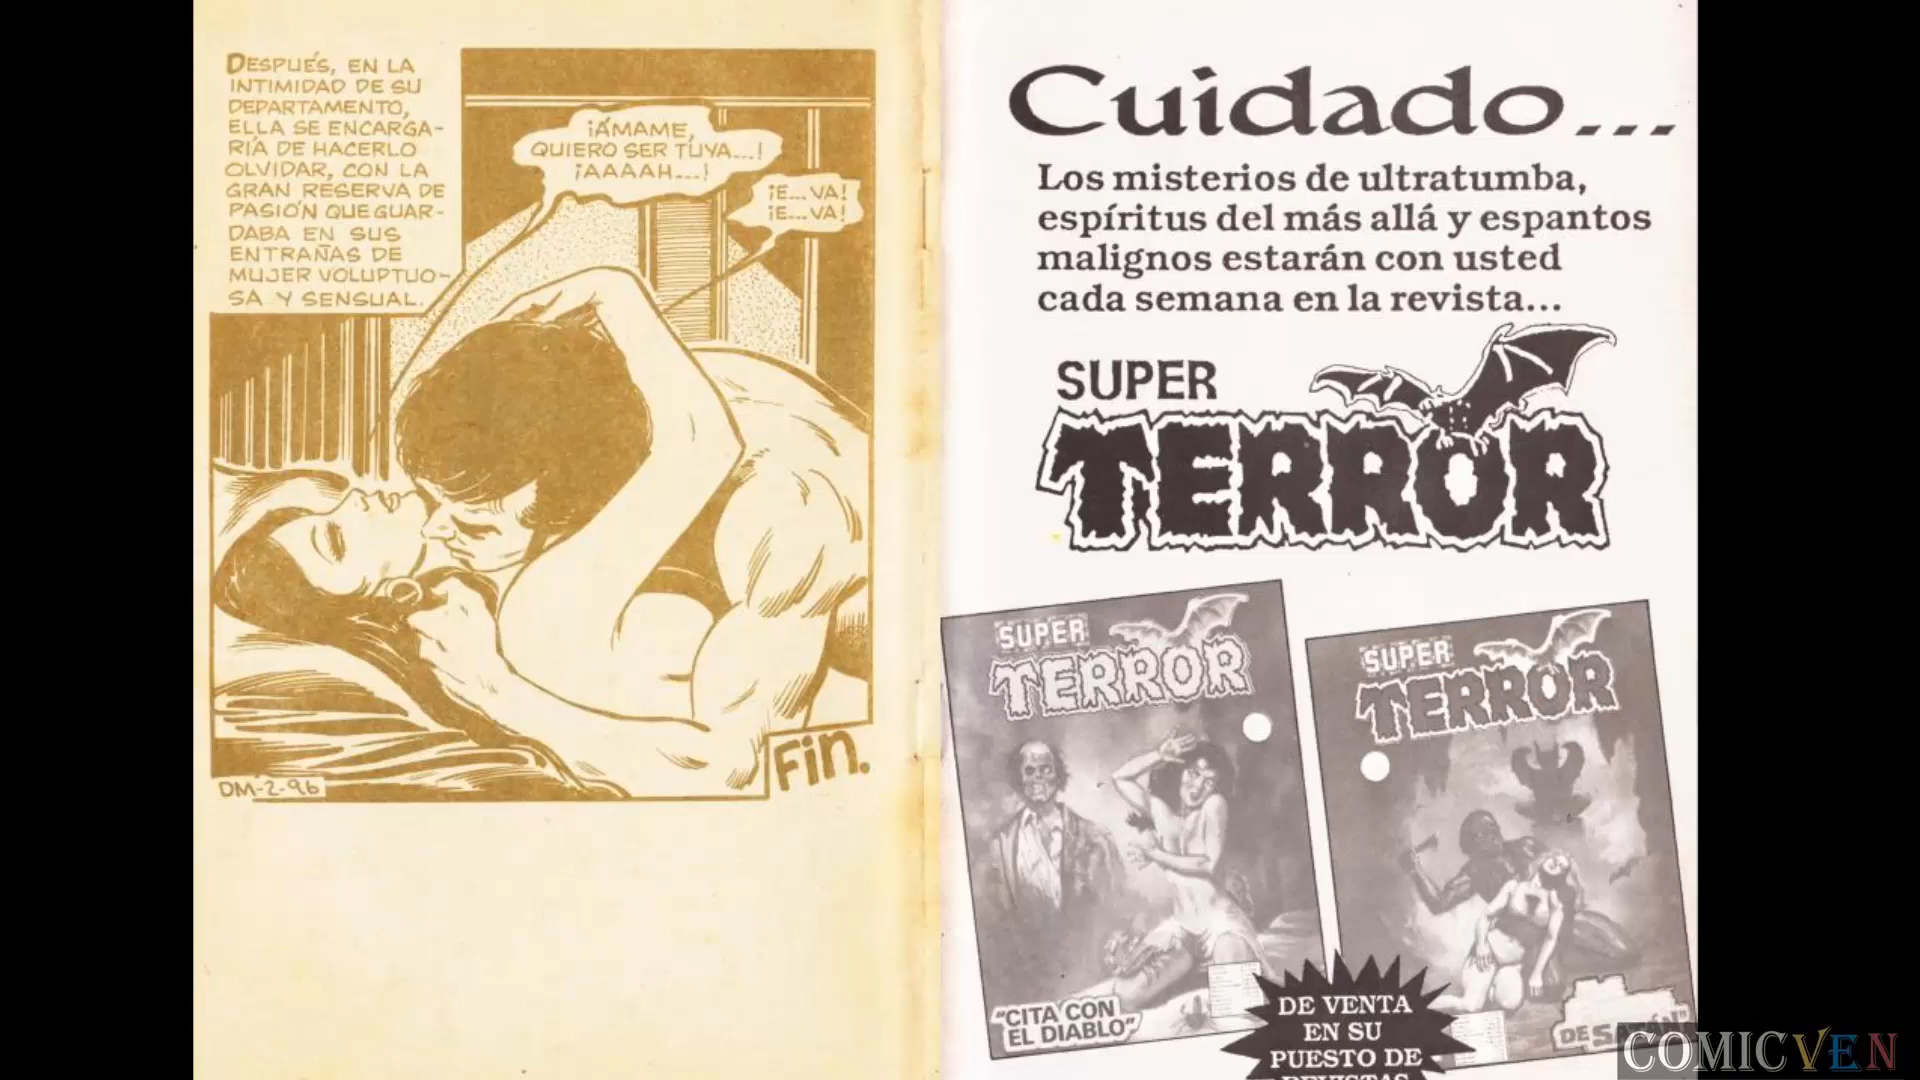 DESPUÉS, EN LA
INTIMIDAD DE SU
DEPARTAMENTO,
ELLA SE ENCARGA-
RÍA DE HACERLO
OLVIDAR, CON LA
GRAN RESERVA DE
PASIÓN QUE GUAR-
DABA EN SUS
ENTRAÑAS DE
MUJER VOLUPTUO-
SA Y SENSUAL.
¡ÁMAME,
QUIERO SER TUYA...!
¡AAAAH...!
¡E...VA!
¡E...VA!
Fin.
DM-2-96
Cuidado...
Los misterios de ultratumba,
espíritus del más allá y espantos
malignos estarán con usted
cada semana en la revista...
SUPER
TERROR
SUPER
TERROR
"CITA CON
EL DIABLO"
SUPER
TERROR
DE SATÁN"
DE VENTA
EN SU
PUESTO DE
REVISTAS
COMICVEN